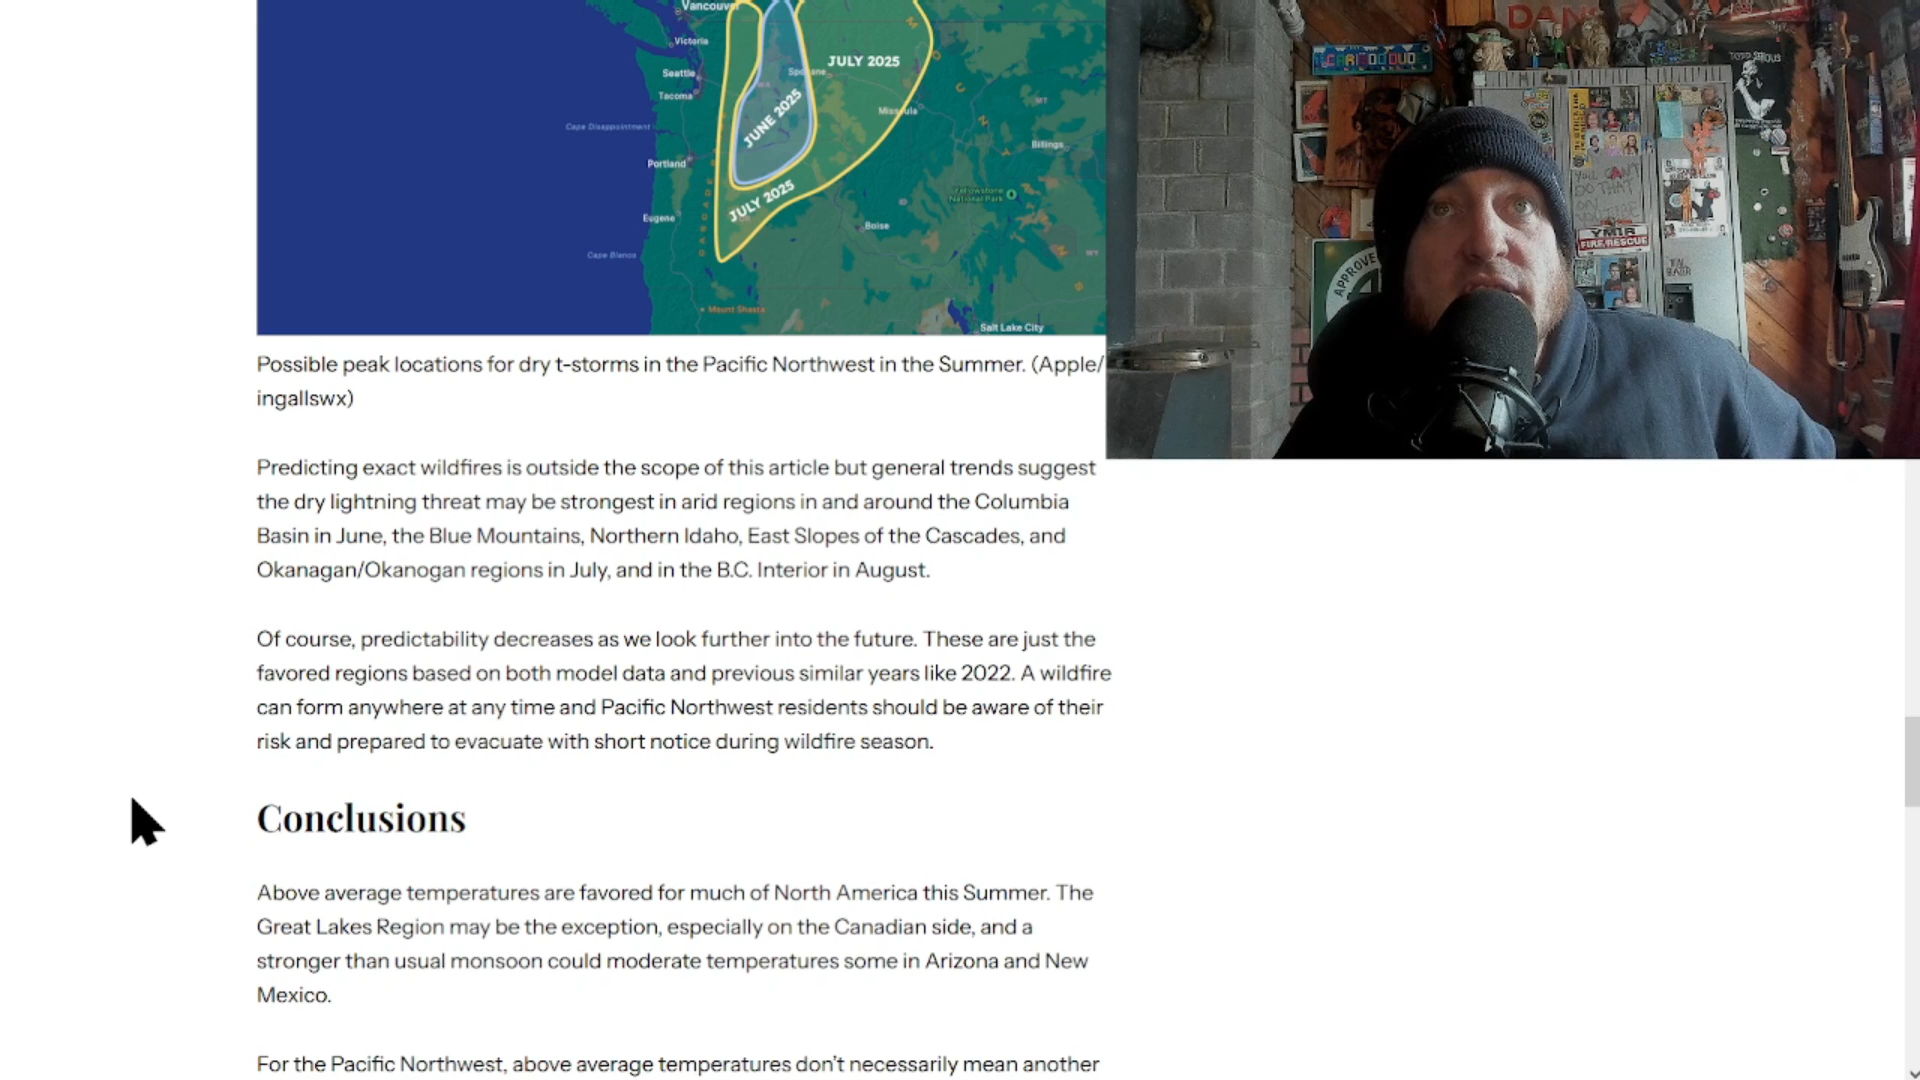 Vancouver
Victoria
Seattle
Spokane
JULY 2025
Tacoma
WA
Missoula
MT
JUNE 2025
Cape Disappointment
Portland
Billings
JULY 2025
Yellowstone
National Park
Eugene
Boise
Cape Blanco
WY
Mount Shasta
Salt Lake City
Possible peak locations for dry t-storms in the Pacific Northwest in the Summer. (Apple/
ingallswx)
Predicting exact wildfires is outside the scope of this article but general trends suggest
the dry lightning threat may be strongest in arid regions in and around the Columbia
Basin in June, the Blue Mountains, Northern Idaho, East Slopes of the Cascades, and
Okanagan/Okanogan regions in July, and in the B.C. Interior in August.
Of course, predictability decreases as we look further into the future. These are just the
favored regions based on both model data and previous similar years like 2022. A wildfire
can form anywhere at any time and Pacific Northwest residents should be aware of their
risk and prepared to evacuate with short notice during wildfire season.
Conclusions
Above average temperatures are favored for much of North America this Summer. The
Great Lakes Region may be the exception, especially on the Canadian side, and a
stronger than usual monsoon could moderate temperatures some in Arizona and New
Mexico.
For the Pacific Northwest, above average temperatures don't necessarily mean another
CARIBOO DUO
YOU CAN'T
DO THAT
ON
YMIR
FIRE/RESCUE
APPROVE